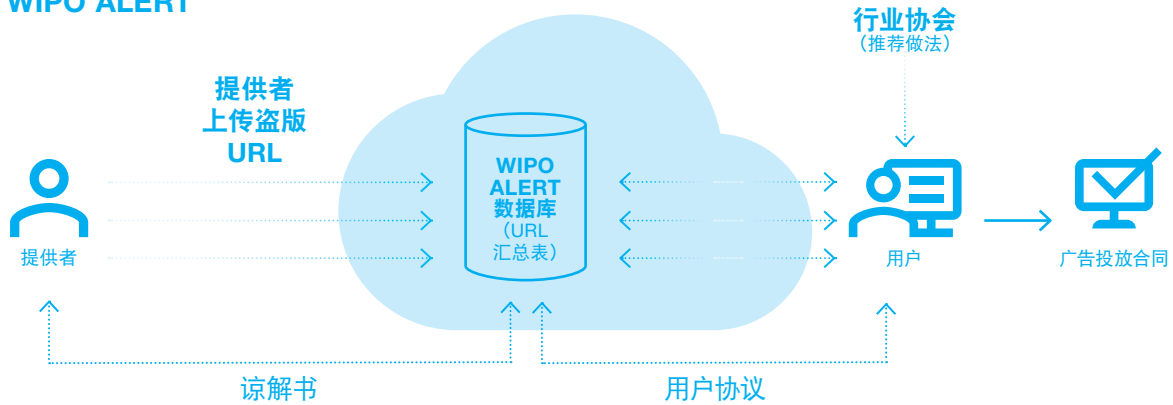 WIPO ALERT
行业协会
（推荐做法）
提供者
上传盗版
URL
WIPO
ALERT
数据库
（URL
汇总表）
提供者
用户
广告投放合同
谅解书
用户协议